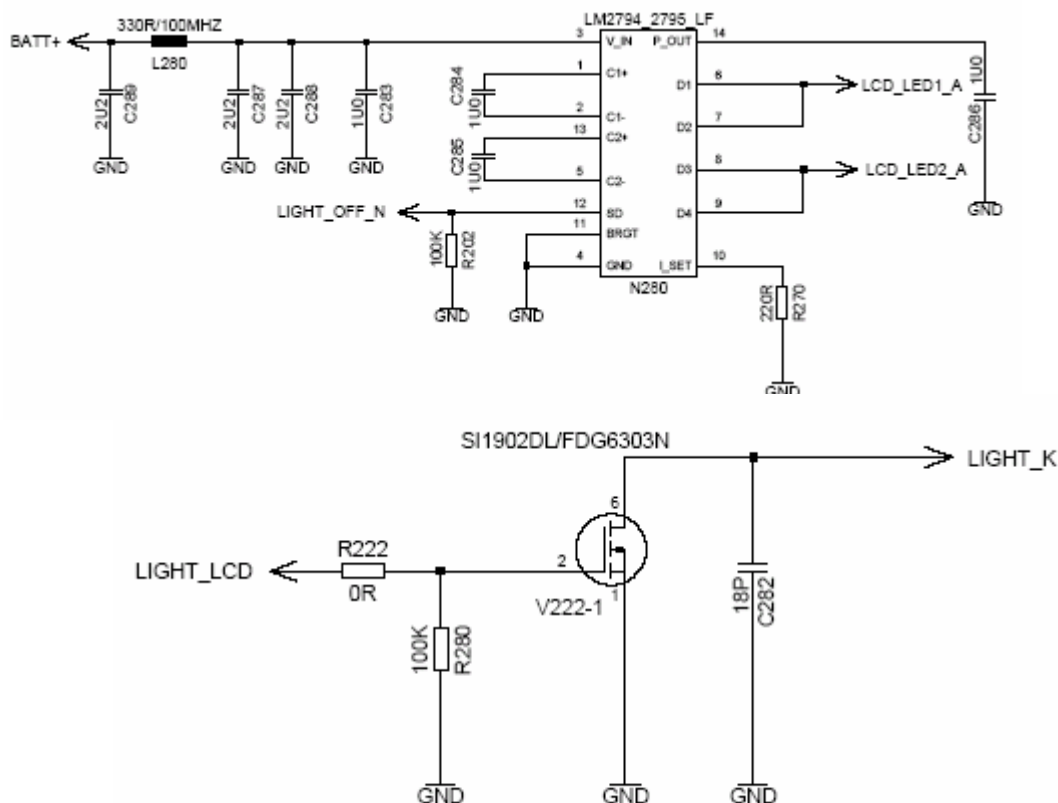 LM2794_2795_LF
330R/100MHZ
BATT+
L280
2U2
C289
2U2
C287
2U2
C288
1U0
C283
GND
GND
GND
GND
1U0
C284
1U0
C285
3
1
2
13
5
12
11
4
V_IN
C1+
C1-
C2+
C2-
SD
BRGT
GND
P_OUT
D1
D2
D3
D4
I_SET
14
6
7
8
9
10
N280
LCD_LED1_A
LCD_LED2_A
1U0
C286
GND
LIGHT_OFF_N
100K
R202
GND
GND
220R
R270
GND
SI1902DL/FDG6303N
LIGHT_K
6
R222
LIGHT_LCD
0R
2
1
V222-1
18P
C282
100K
R280
GND
GND
GND